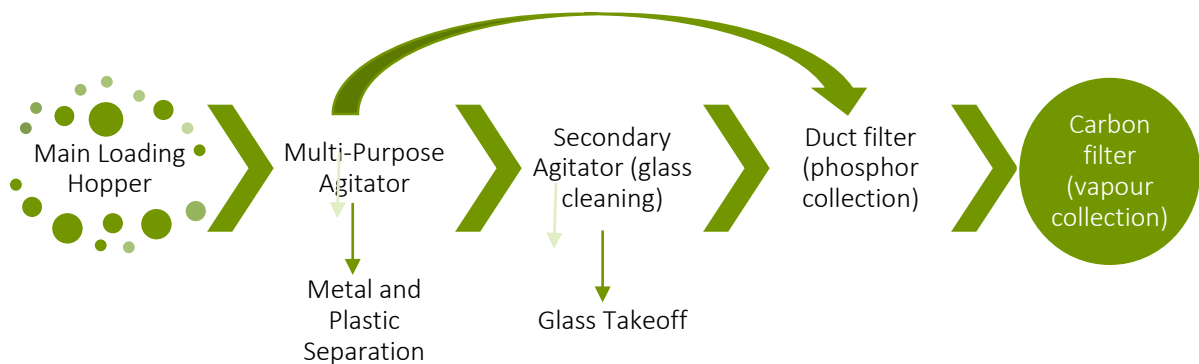 Main Loading
Hopper
Multi-Purpose
Agitator
Metal and
Plastic
Separation
Secondary
Agitator (glass
cleaning)
Glass Takeoff
Duct filter
(phosphor
collection)
Carbon
filter
(vapour
collection)